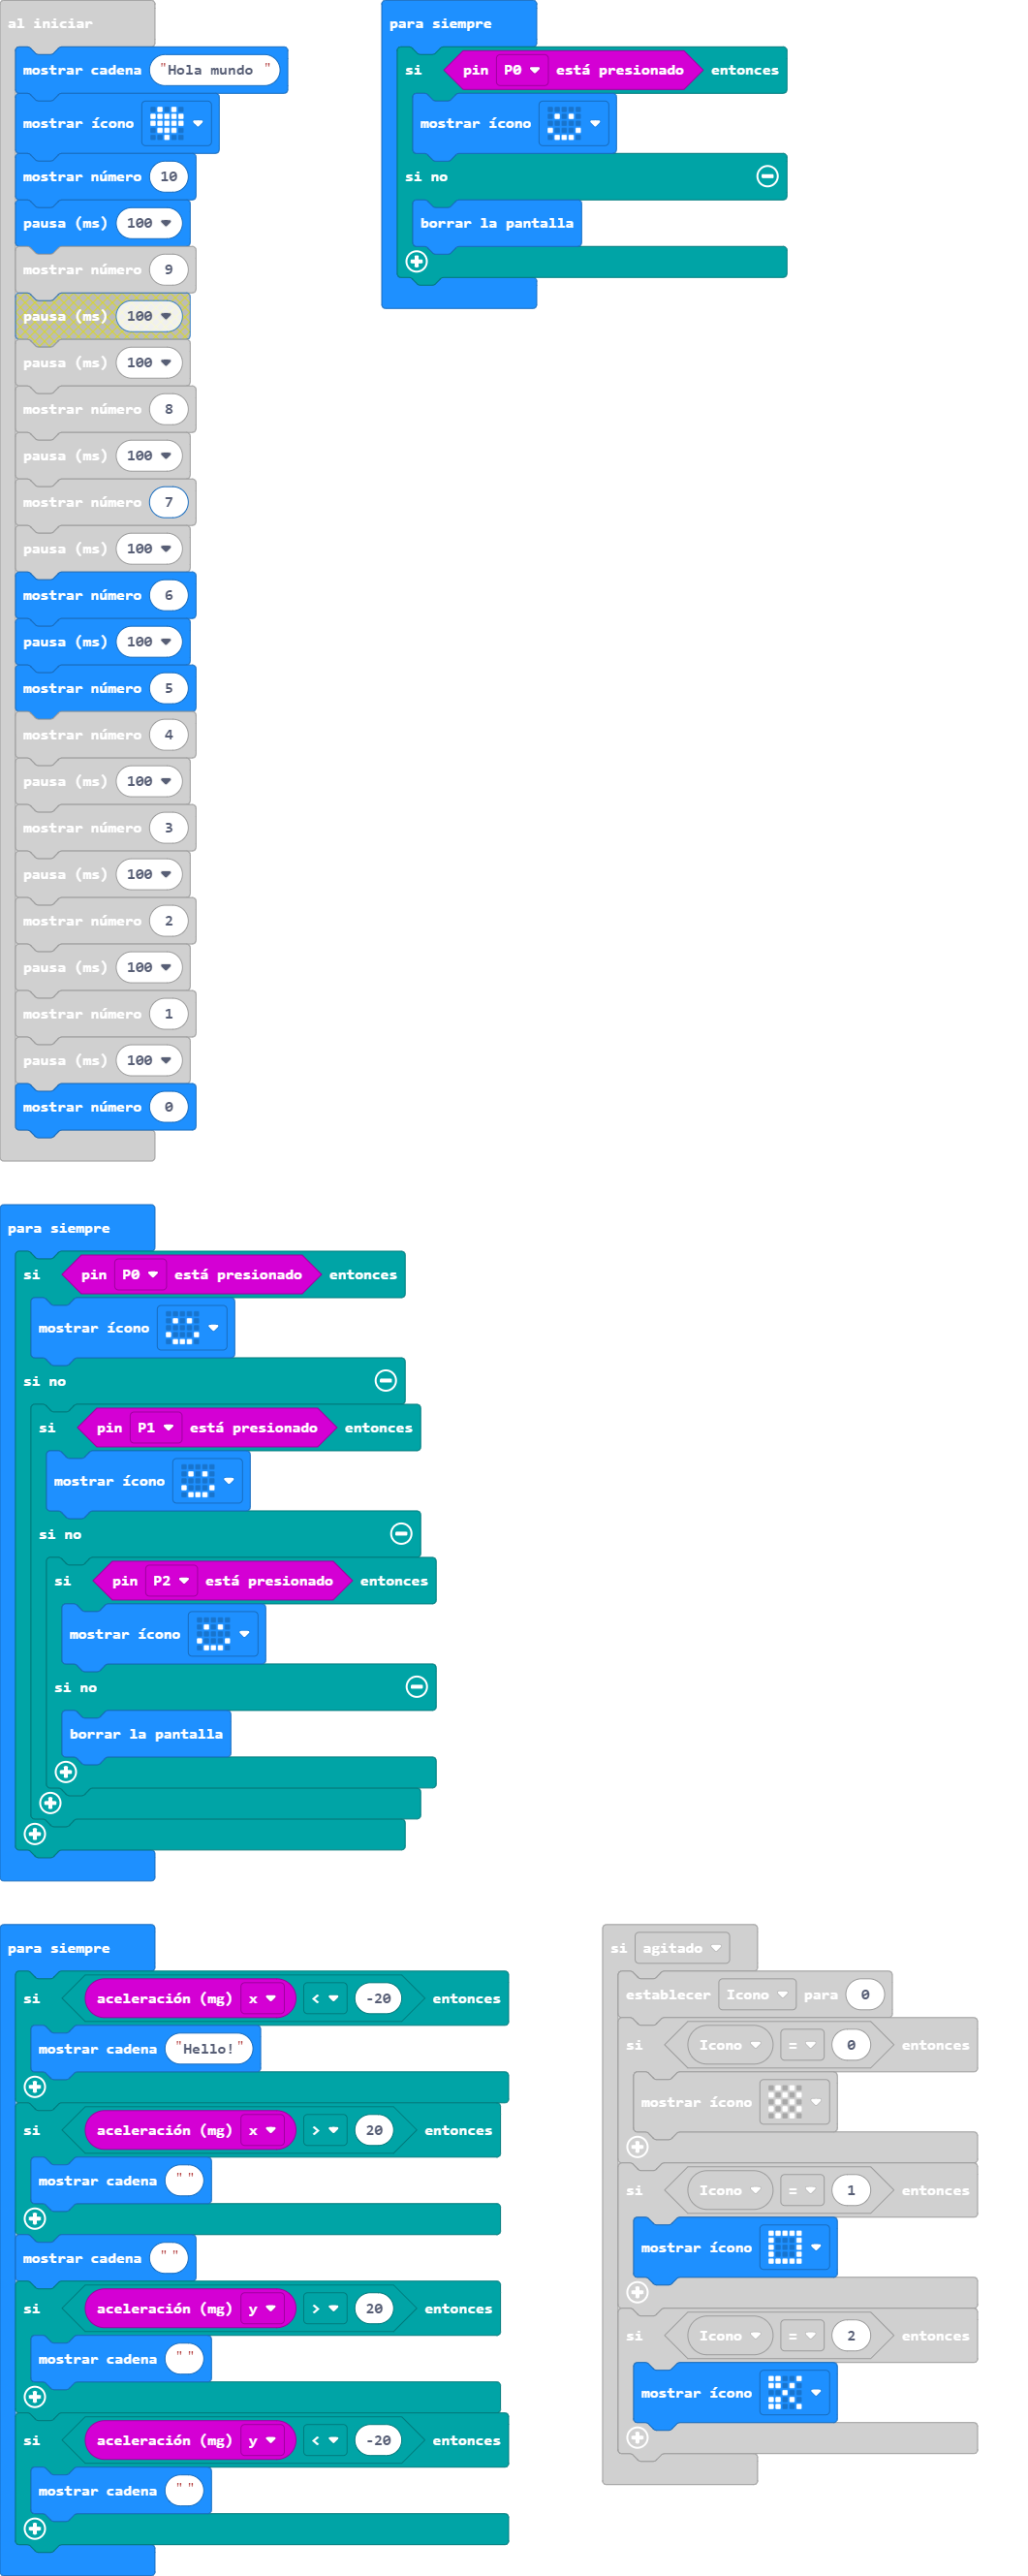 al iniciar
mostrar cadena "Hola mundo "
mostrar ícono
mostrar número 10
pausa (ms) 100
mostrar número 9
pausa (ms) 100
pausa (ms) 100
mostrar número 8
pausa (ms) 100
mostrar número 7
pausa (ms) 100
mostrar número 6
pausa (ms) 100
mostrar número 5
mostrar número 4
pausa (ms) 100
mostrar número 3
pausa (ms) 100
mostrar número 2
pausa (ms) 100
mostrar número 1
pausa (ms) 100
mostrar número 0
para siempre
si pin P0 está presionado entonces
mostrar ícono
si no
borrar la pantalla
para siempre
si pin P0 está presionado entonces
mostrar ícono
si no
si pin P1 está presionado entonces
mostrar ícono
si no
si pin P2 está presionado entonces
mostrar ícono
si no
borrar la pantalla
para siempre
si aceleración (mg) x < -20 entonces
mostrar cadena "Hello!"
si aceleración (mg) x > 20 entonces
mostrar cadena " "
mostrar cadena " "
si aceleración (mg) y > 20 entonces
mostrar cadena " "
si aceleración (mg) y < -20 entonces
mostrar cadena " "
si agitado
establecer Icono para 0
si Icono = 0 entonces
mostrar ícono
si Icono = 1 entonces
mostrar ícono
si Icono = 2 entonces
mostrar ícono